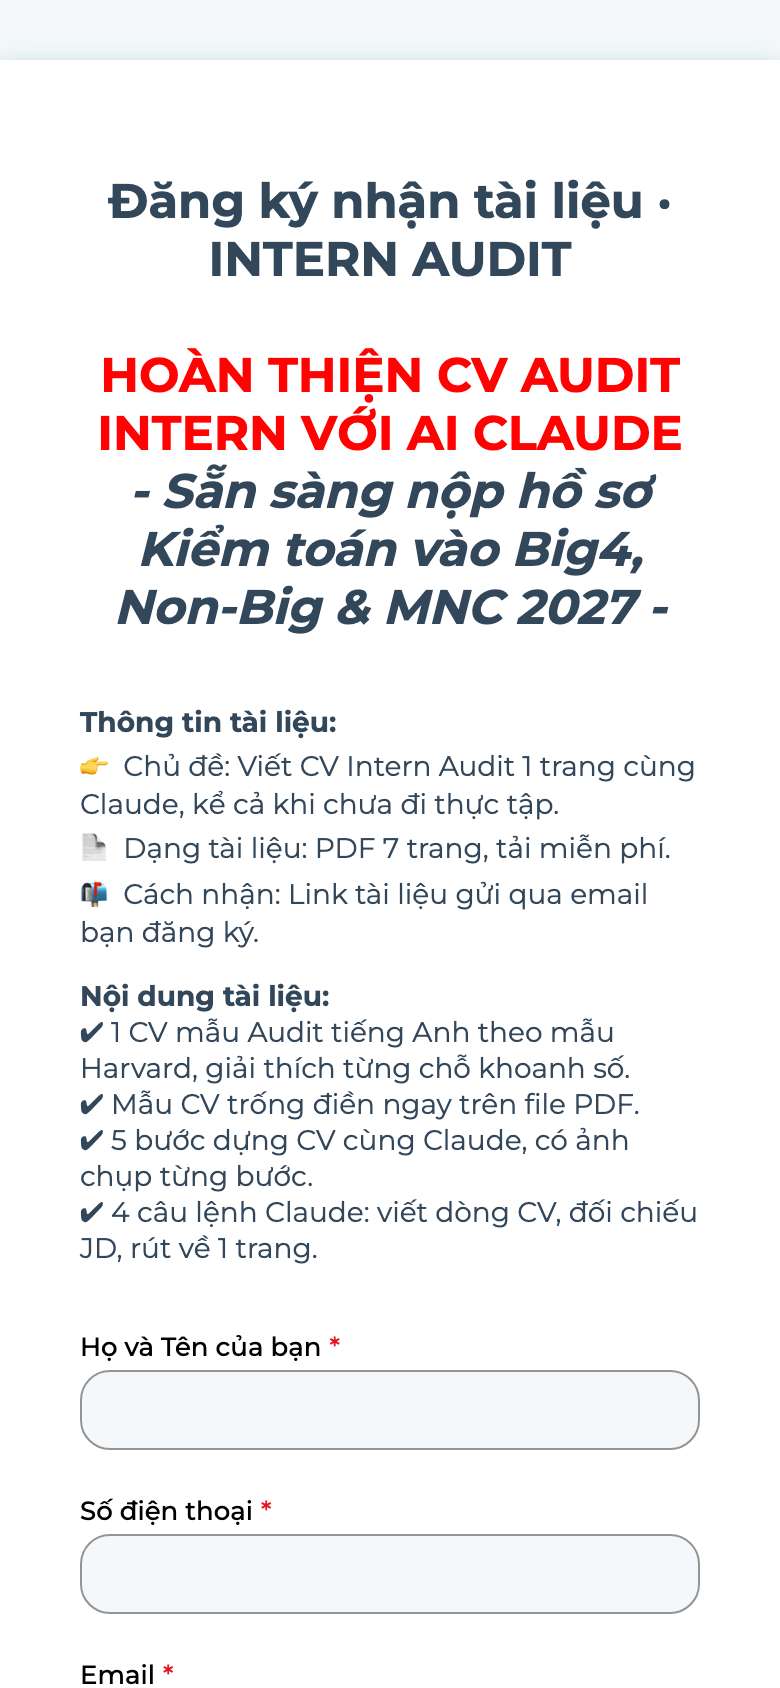 Đăng ký nhận tài liệu •
INTERN AUDIT
HOÀN THIỆN CV AUDIT
INTERN VỚI AI CLAUDE
- Sẵn sàng nộp hồ sơ
Kiểm toán vào Big4,
Non-Big & MNC 2027 -
Thông tin tài liệu:
👉 Chủ đề: Viết CV Intern Audit 1 trang cùng
Claude, kể cả khi chưa đi thực tập.
📄 Dạng tài liệu: PDF 7 trang, tải miễn phí.
📬 Cách nhận: Link tài liệu gửi qua email
bạn đăng ký.
Nội dung tài liệu:
✔ 1 CV mẫu Audit tiếng Anh theo mẫu
Harvard, giải thích từng chỗ khoanh số.
✔ Mẫu CV trống điền ngay trên file PDF.
✔ 5 bước dựng CV cùng Claude, có ảnh
chụp từng bước.
✔ 4 câu lệnh Claude: viết dòng CV, đối chiếu
JD, rút về 1 trang.
Họ và Tên của bạn *
Số điện thoại *
Email *